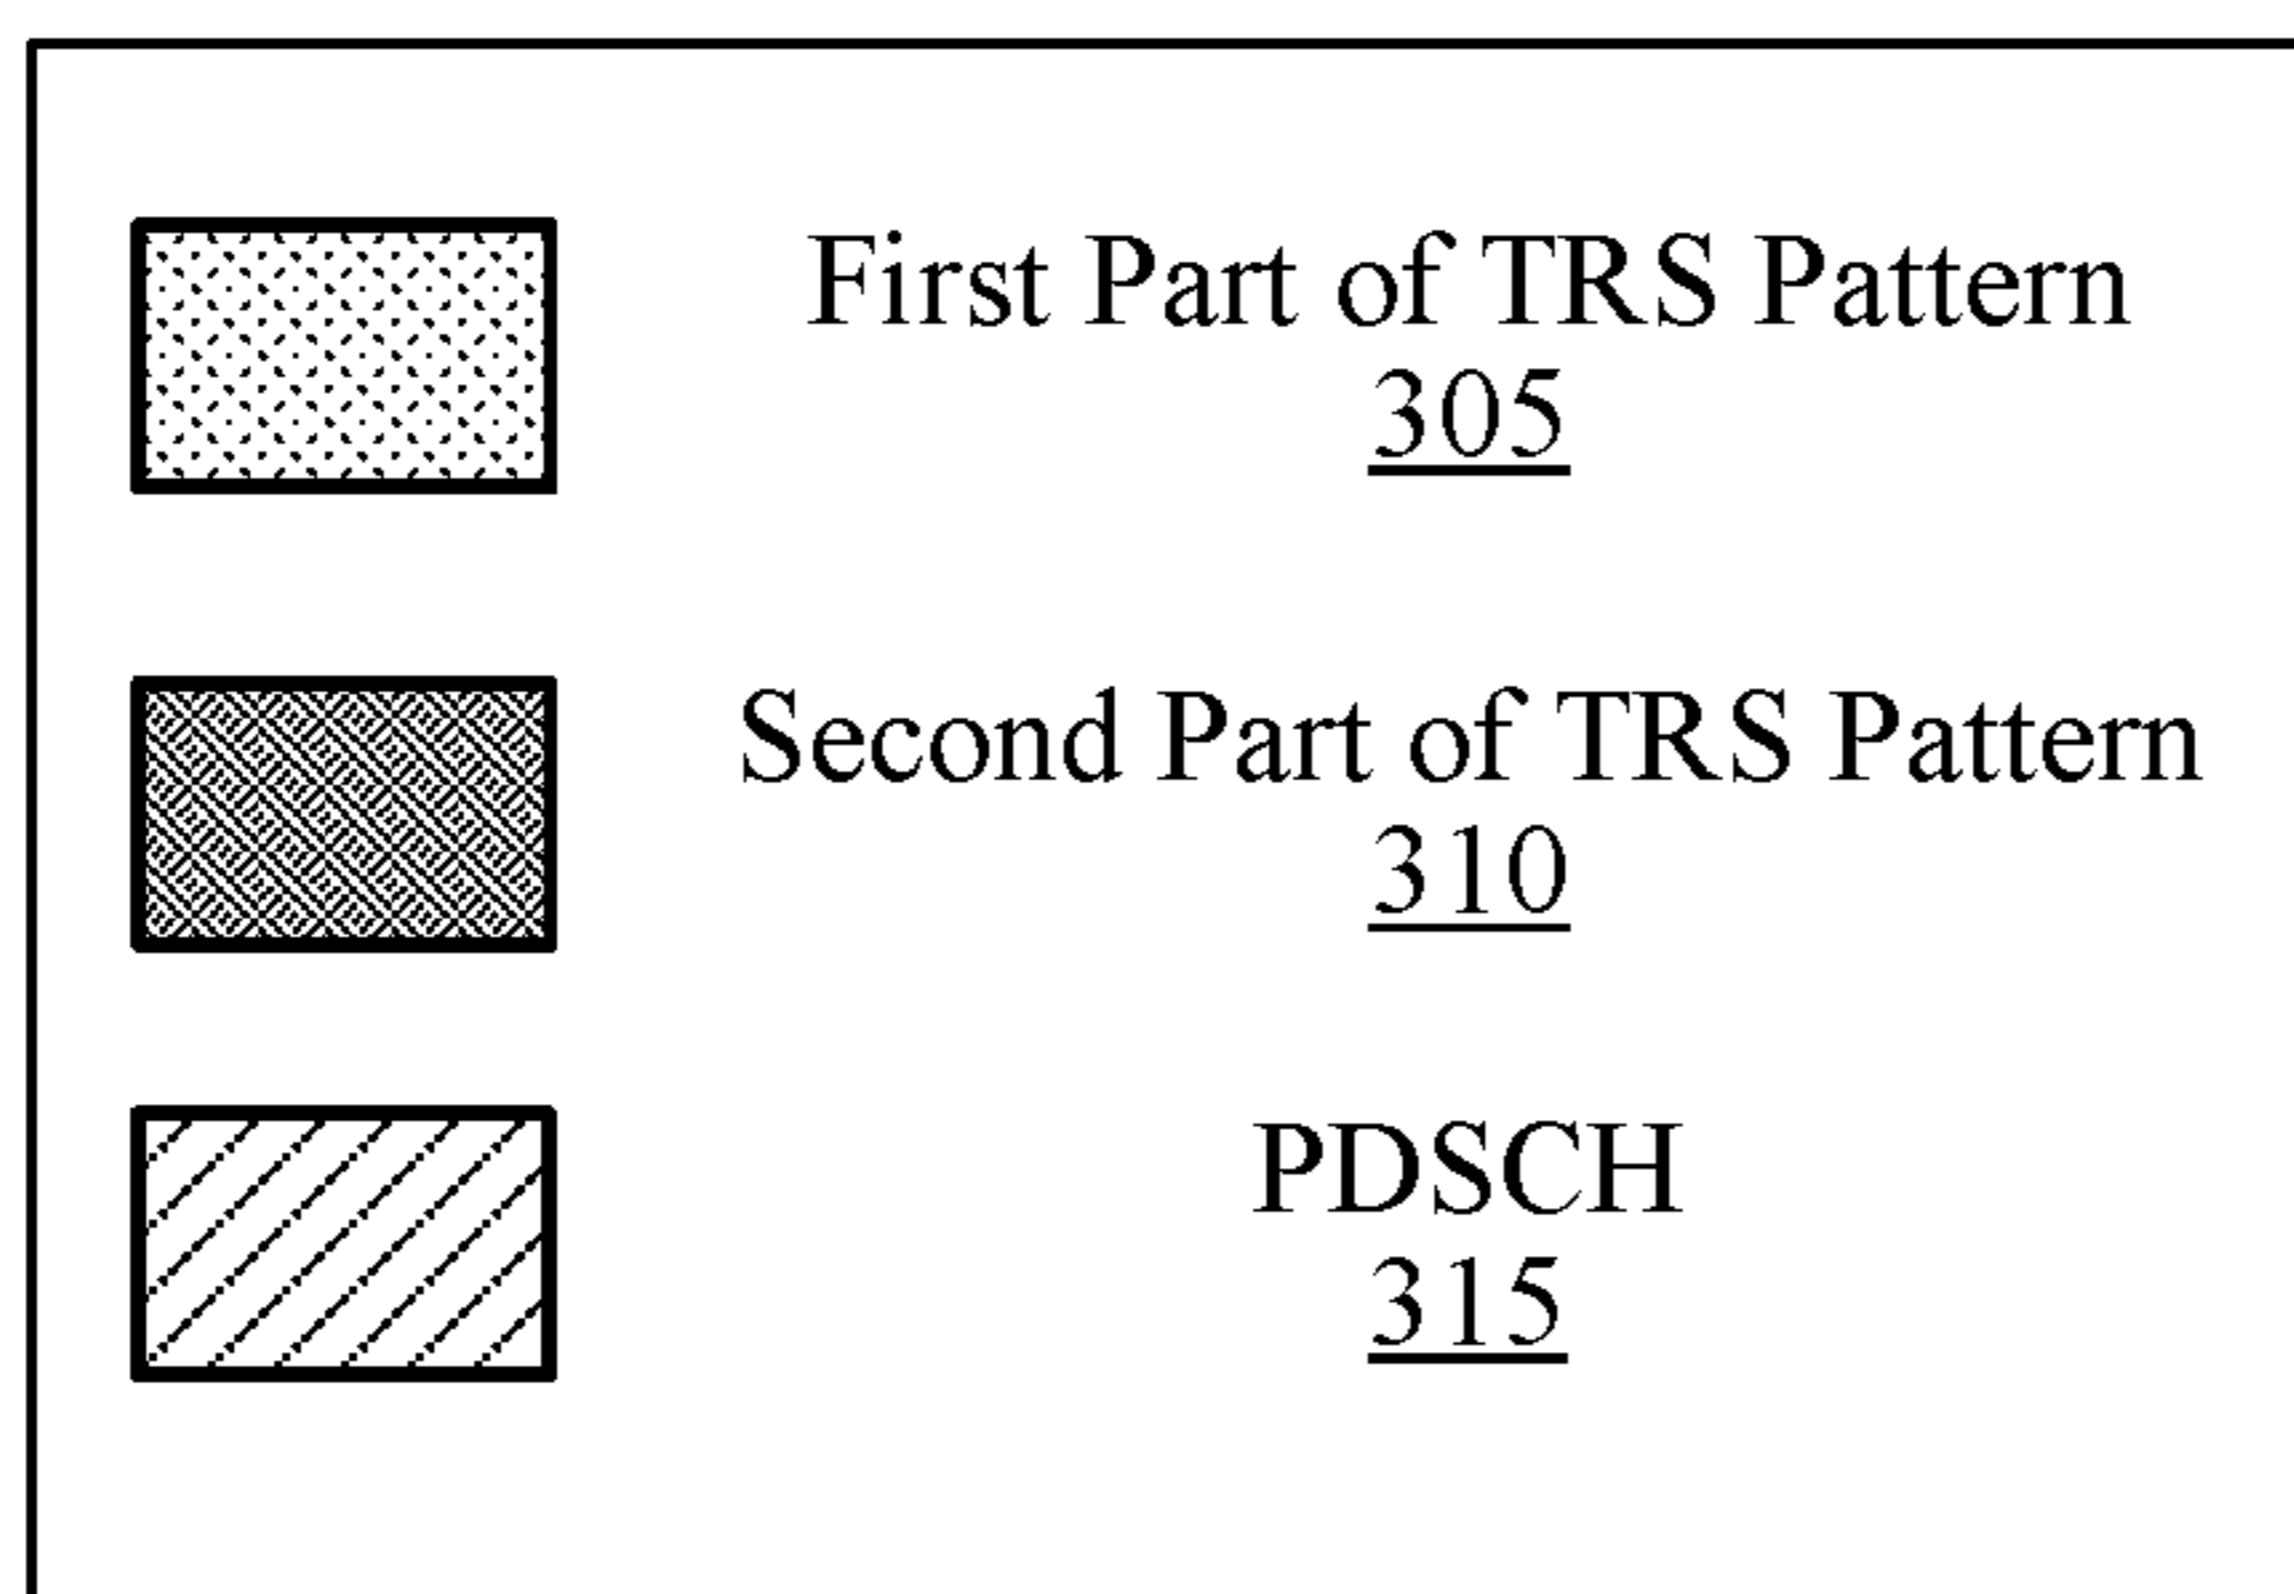 First Part of TRS Pattern
305
Second Part of TRS Pattern
310
PDSCH
315